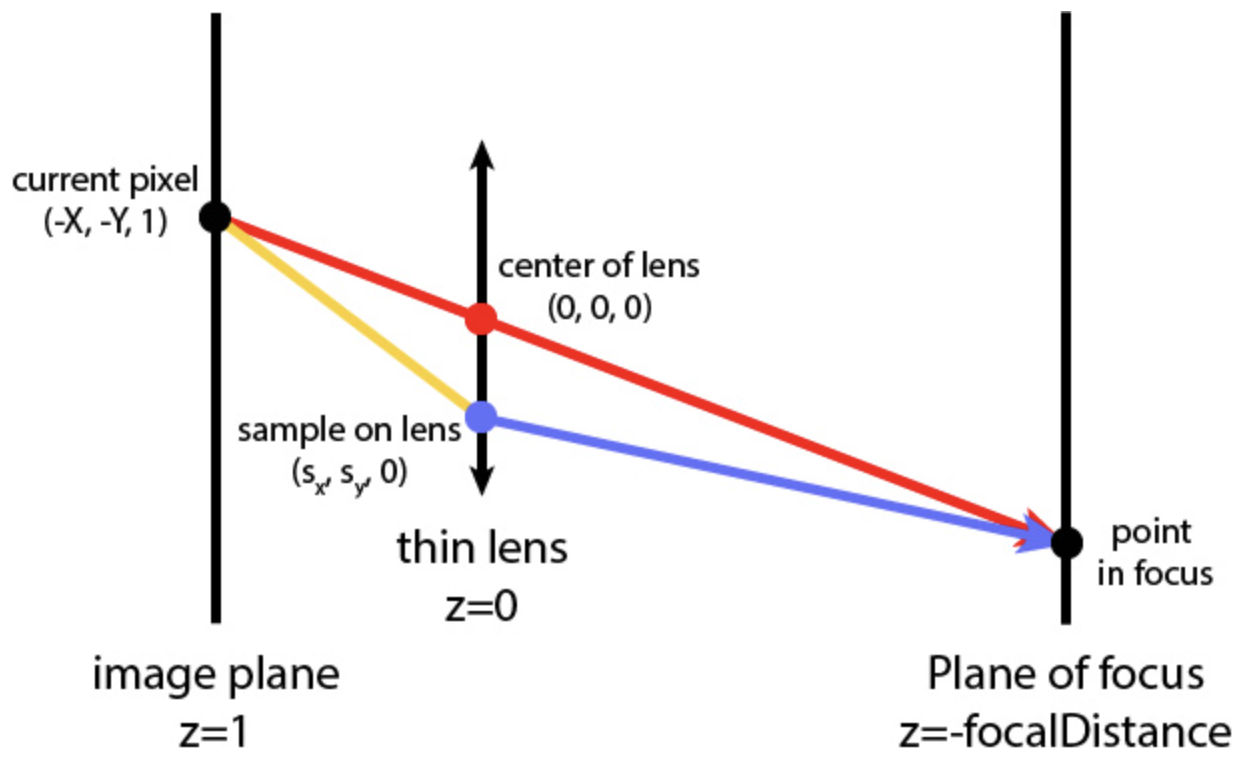 current pixel
(-X, -Y, 1)
center of lens
(0, 0, 0)
sample on lens
(sx, sy, 0)
thin lens
z=0
point
in focus
image plane
z=1
Plane of focus
z=-focalDistance